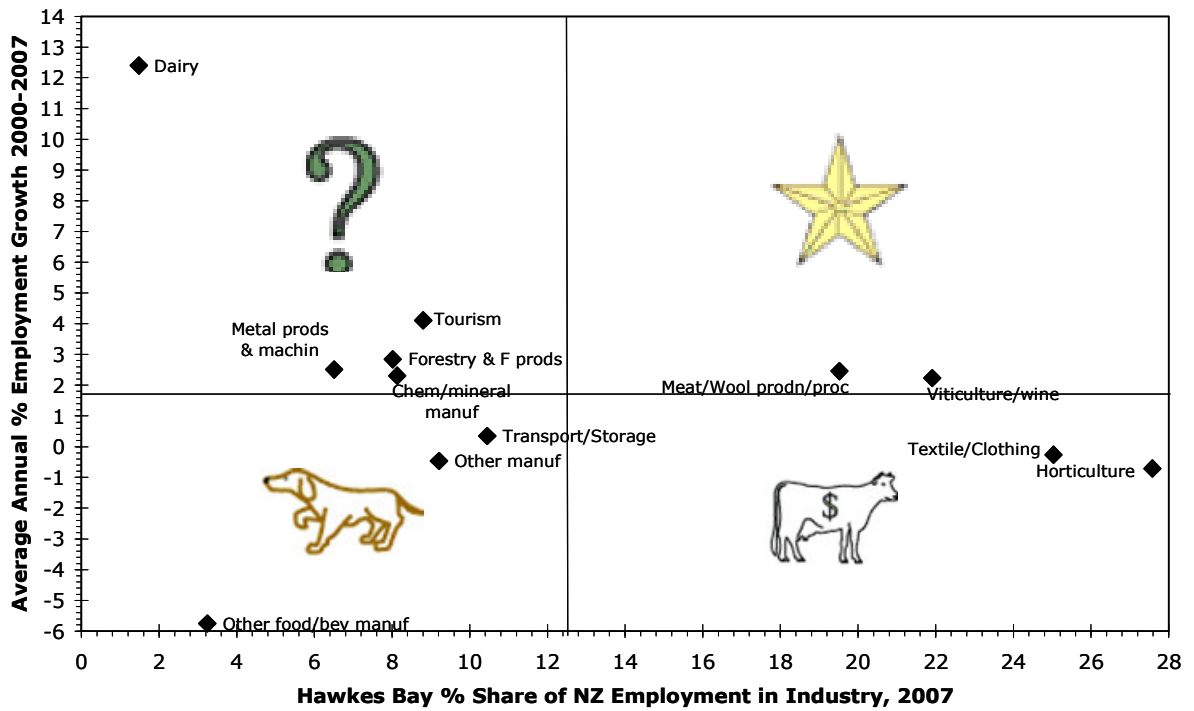 Average Annual % Employment Growth 2000-2007
14
13
12
11
10
9
8
7
6
5
4
3
2
1
0
-1
-2
-3
-4
-5
-6
Dairy
Tourism
Metal prods
& machin
Forestry & F prods
Chem/mineral
manuf
Meat/Wool prodn/proc
Viticulture/wine
Transport/Storage
Other manuf
Textile/Clothing
Horticulture
$
Other food/bev manuf
0 2 4 6 8 10 12 14 16 18 20 22 24 26 28
Hawkes Bay % Share of NZ Employment in Industry, 2007